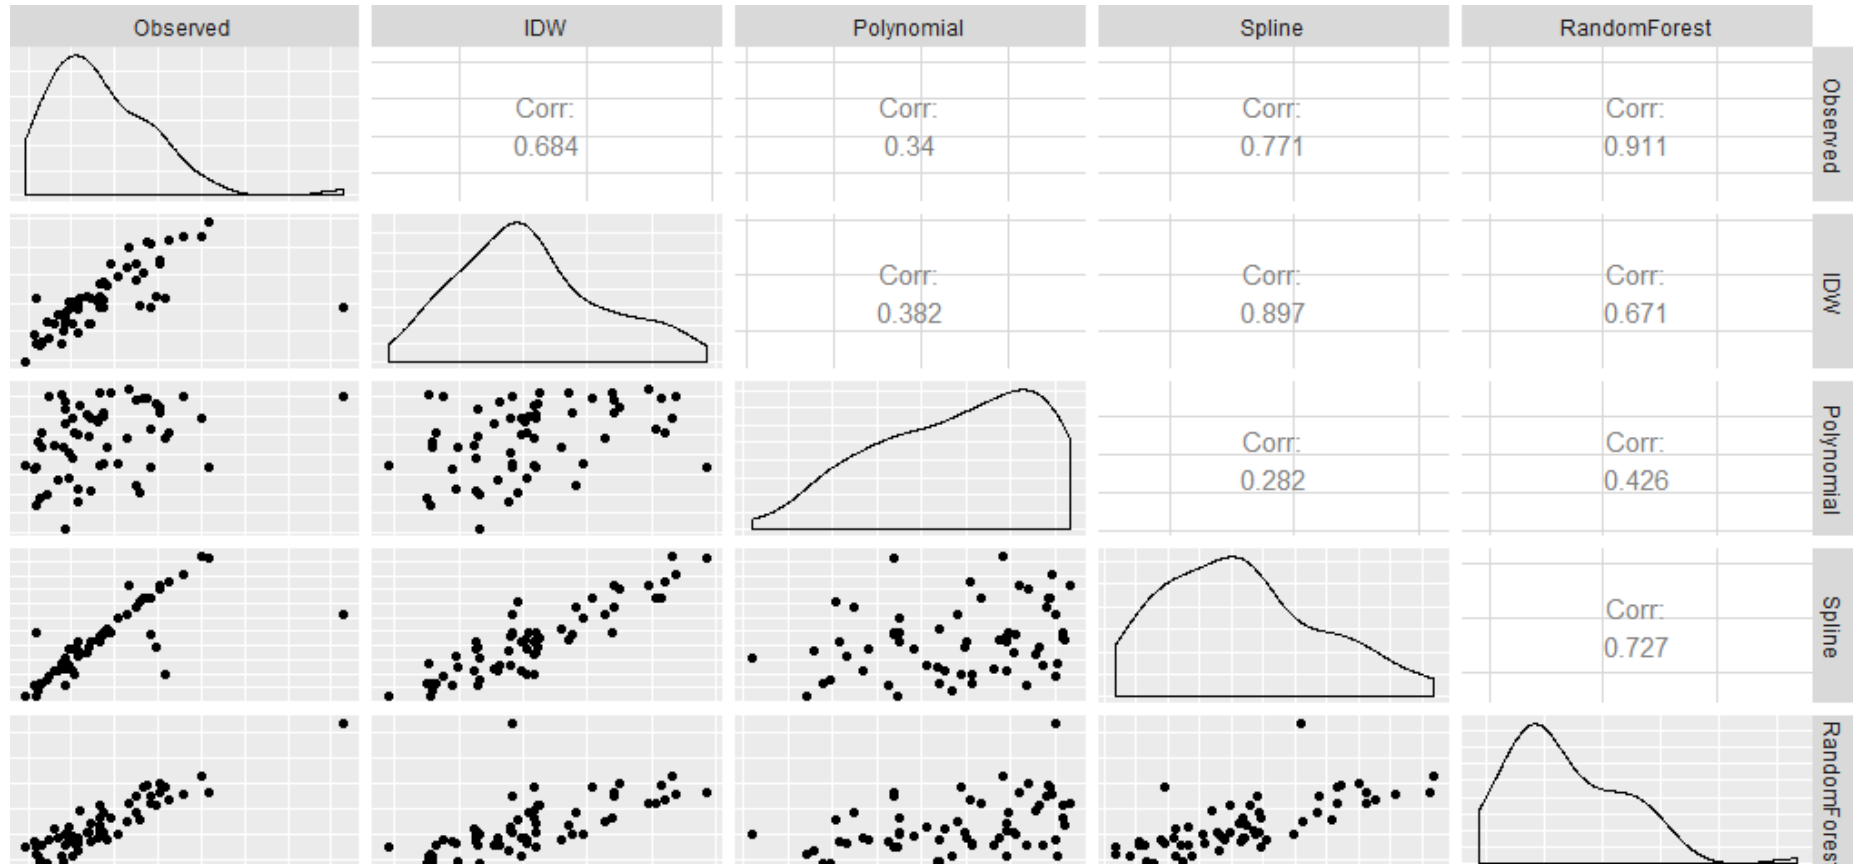 Observed IDW Polynomial Spline RandomForest
Corr: Corr: Corr: Corr:
0.684 0.34 0.771 0.911
Observed
Corr: Corr: Corr:
0.382 0.897 0.671
IDW
Corr: Corr:
0.282 0.426
Polynomial
Corr:
0.727
Spline
RandomForest